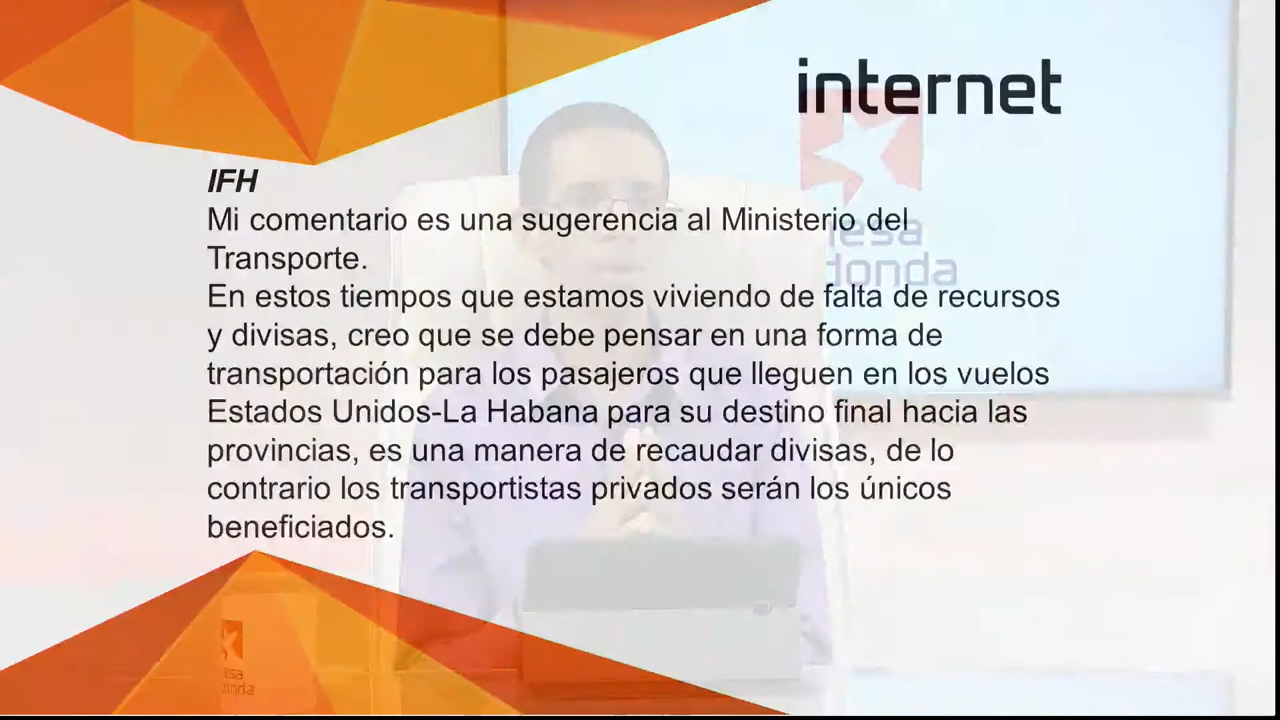 internet
IFH
Mi comentario es una sugerencia al Ministerio del
Transporte.
En estos tiempos que estamos viviendo de falta de recursos
y divisas, creo que se debe pensar en una forma de
transportación para los pasajeros que lleguen en los vuelos
Estados Unidos-La Habana para su destino final hacia las
provincias, es una manera de recaudar divisas, de lo
contrario los transportistas privados serán los únicos
beneficiados.